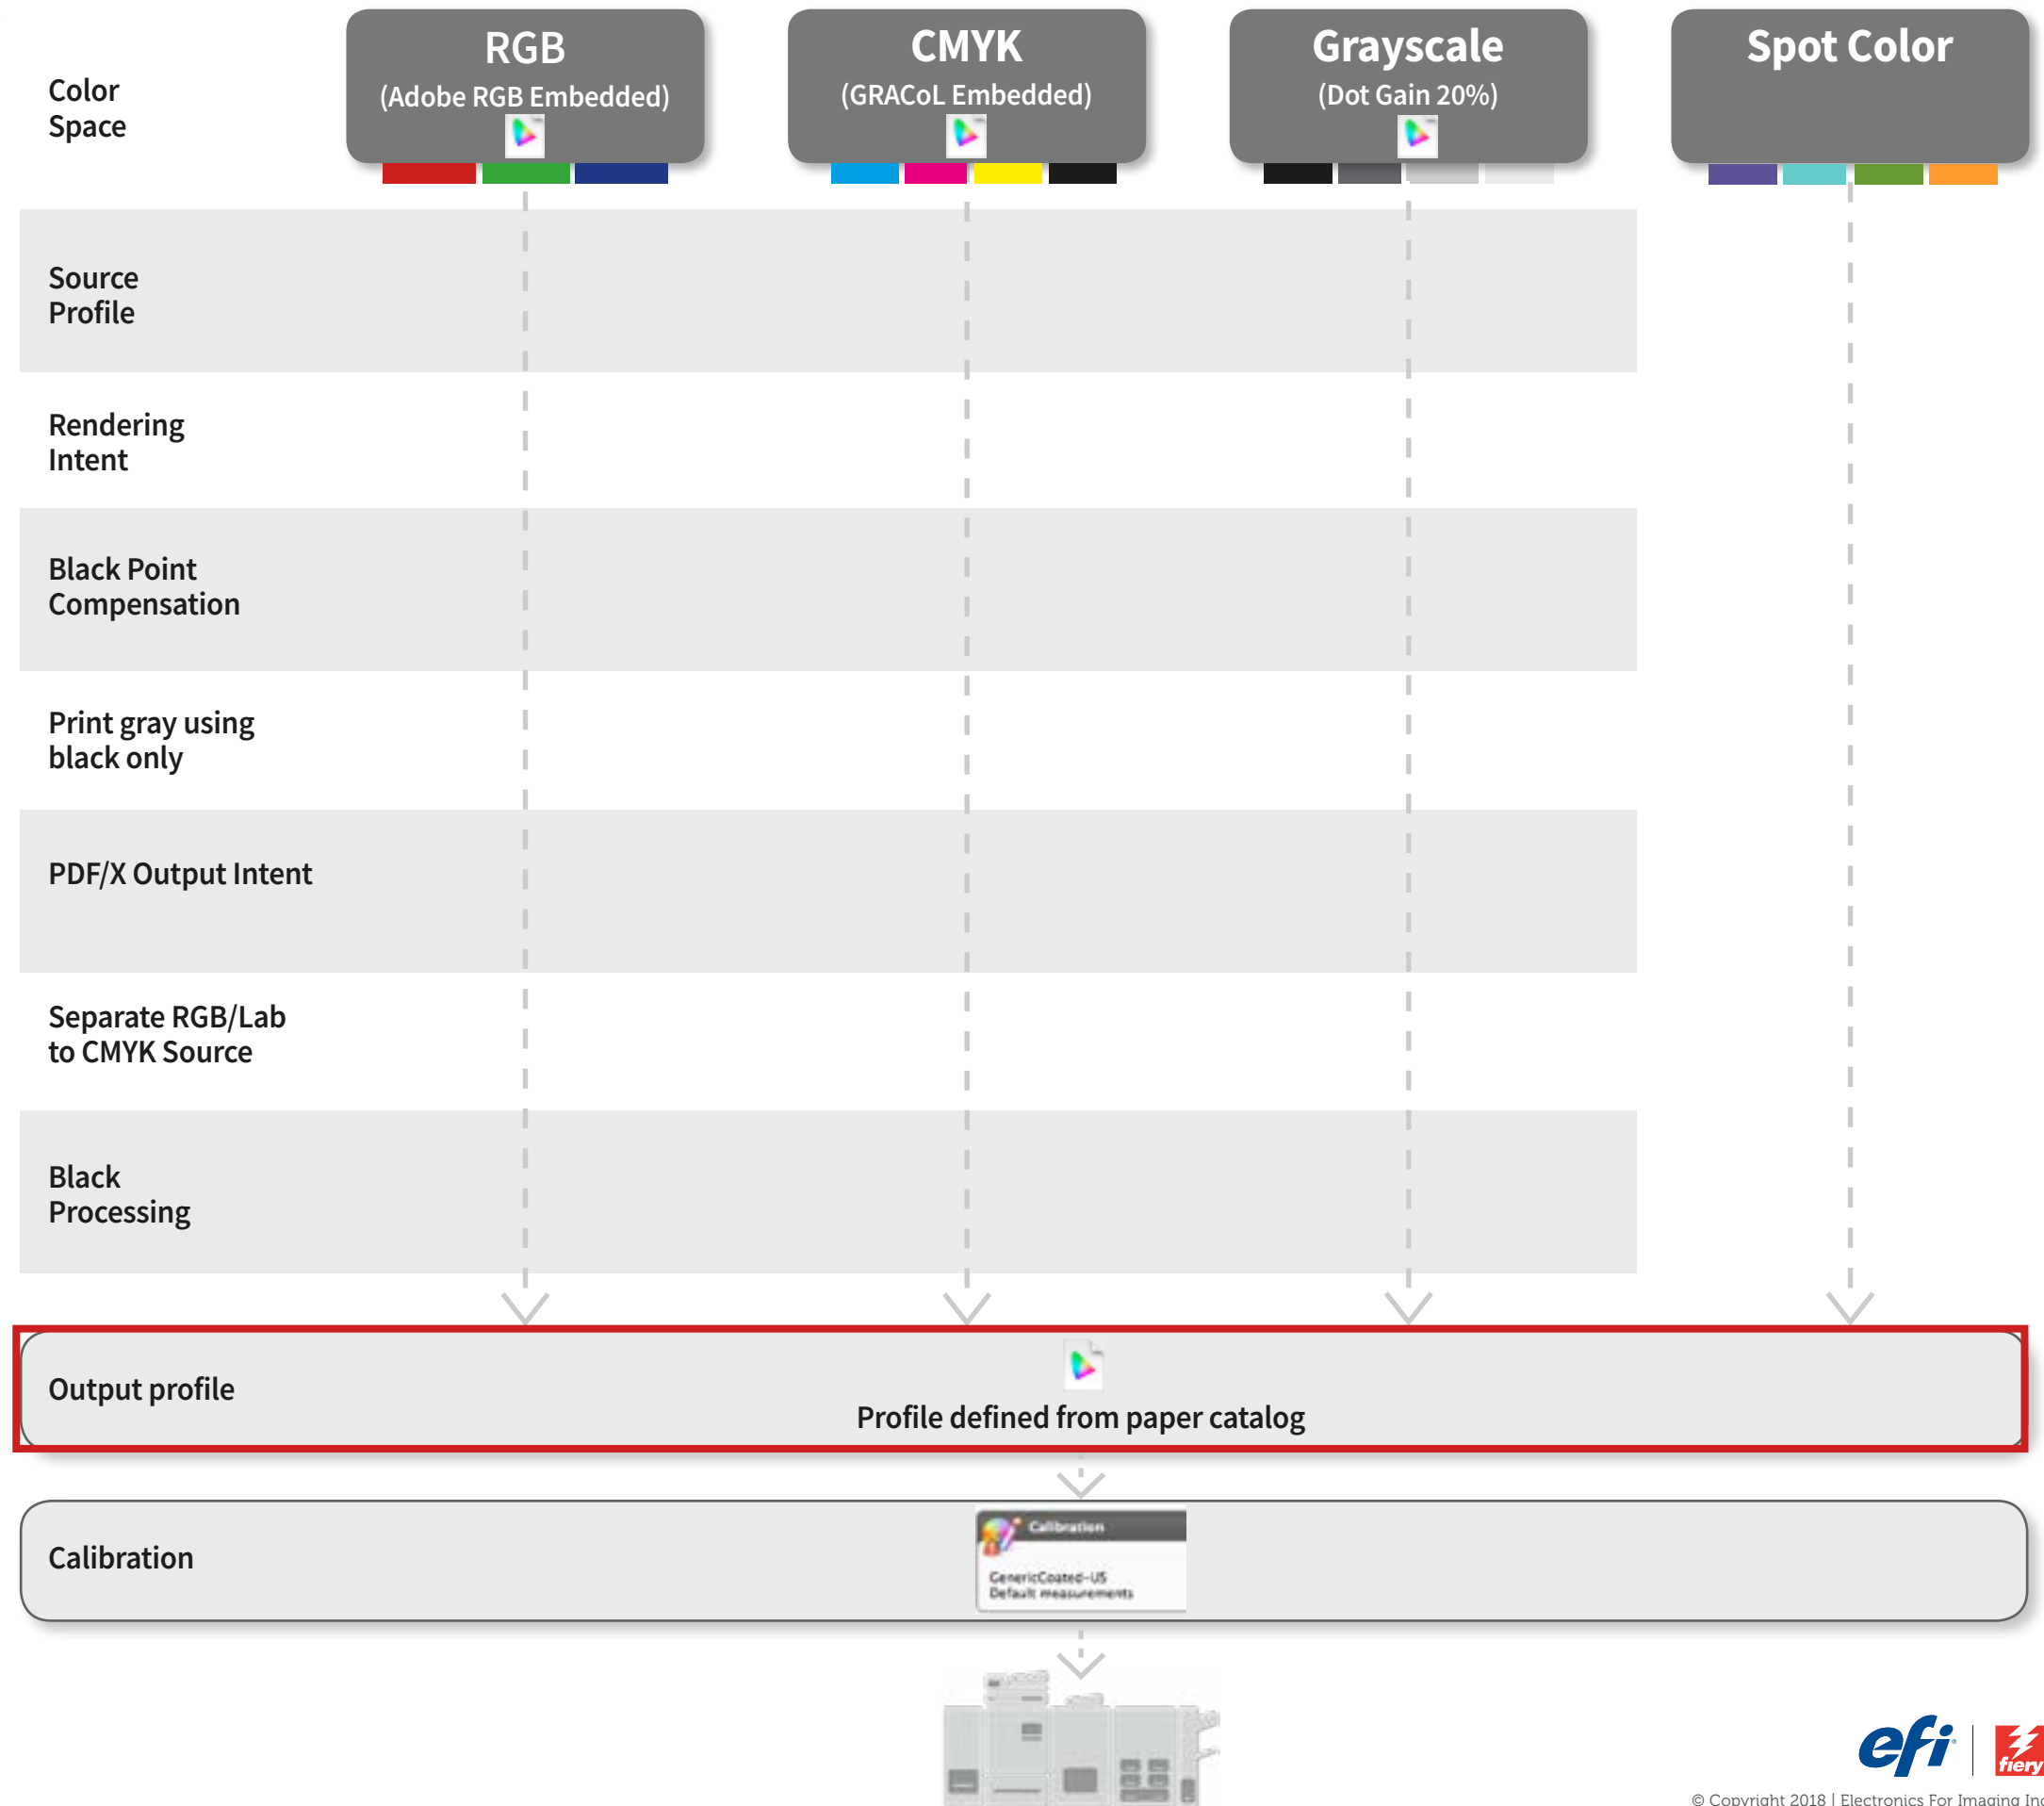 RGB
(Adobe RGB Embedded)
CMYK
(GRACoL Embedded)
Grayscale
(Dot Gain 20%)
Spot Color
Color
Space
Source
Profile
Rendering
Intent
Black Point
Compensation
Print gray using
black only
PDF/X Output Intent
Separate RGB/Lab
to CMYK Source
Black
Processing
Output profile
Profile defined from paper catalog
Calibration
Calibration
GenericCoated-US
Default measurements
efi
fiery
© Copyright 2018 | Electronics For Imaging Inc